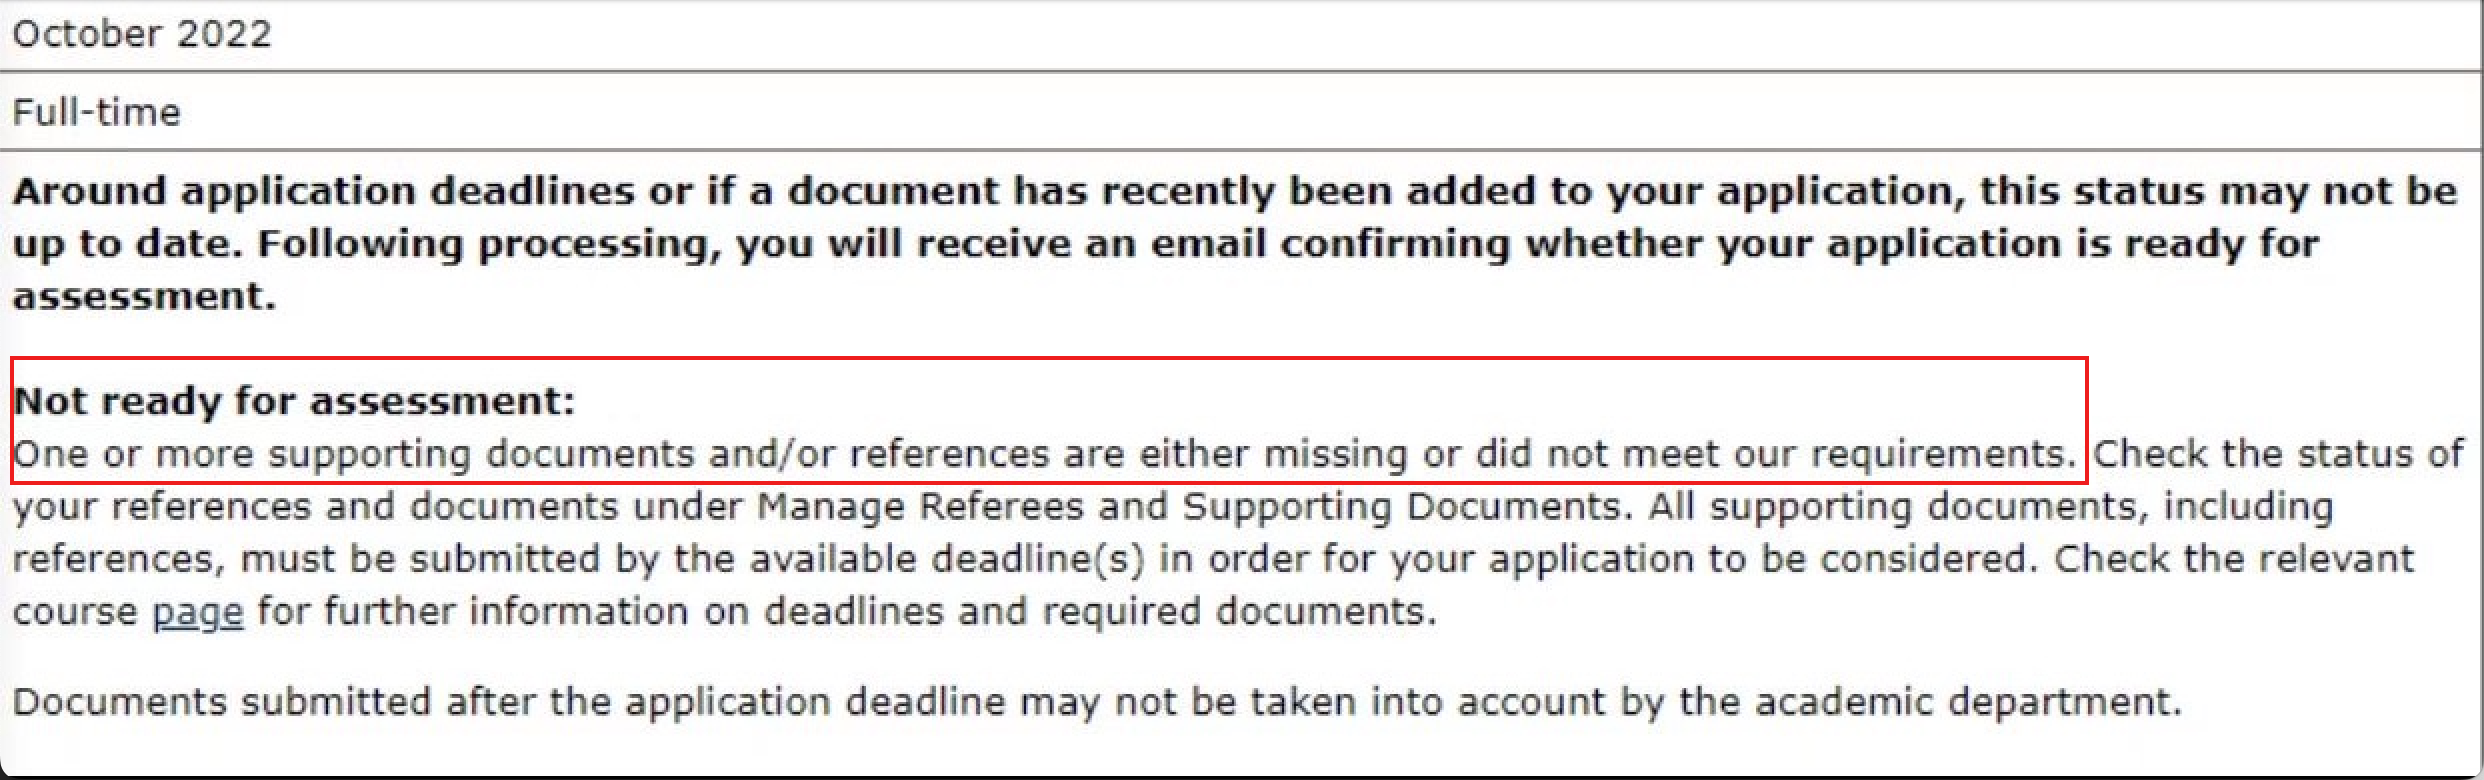 October 2022
Full-time
Around application deadlines or if a document has recently been added to your application, this status may not be
up to date. Following processing, you will receive an email confirming whether your application is ready for
assessment.
Not ready for assessment:
One or more supporting documents and/or references are either missing or did not meet our requirements. Check the status of
your references and documents under Manage Referees and Supporting Documents. All supporting documents, including
references, must be submitted by the available deadline(s) in order for your application to be considered. Check the relevant
course page for further information on deadlines and required documents.
Documents submitted after the application deadline may not be taken into account by the academic department.